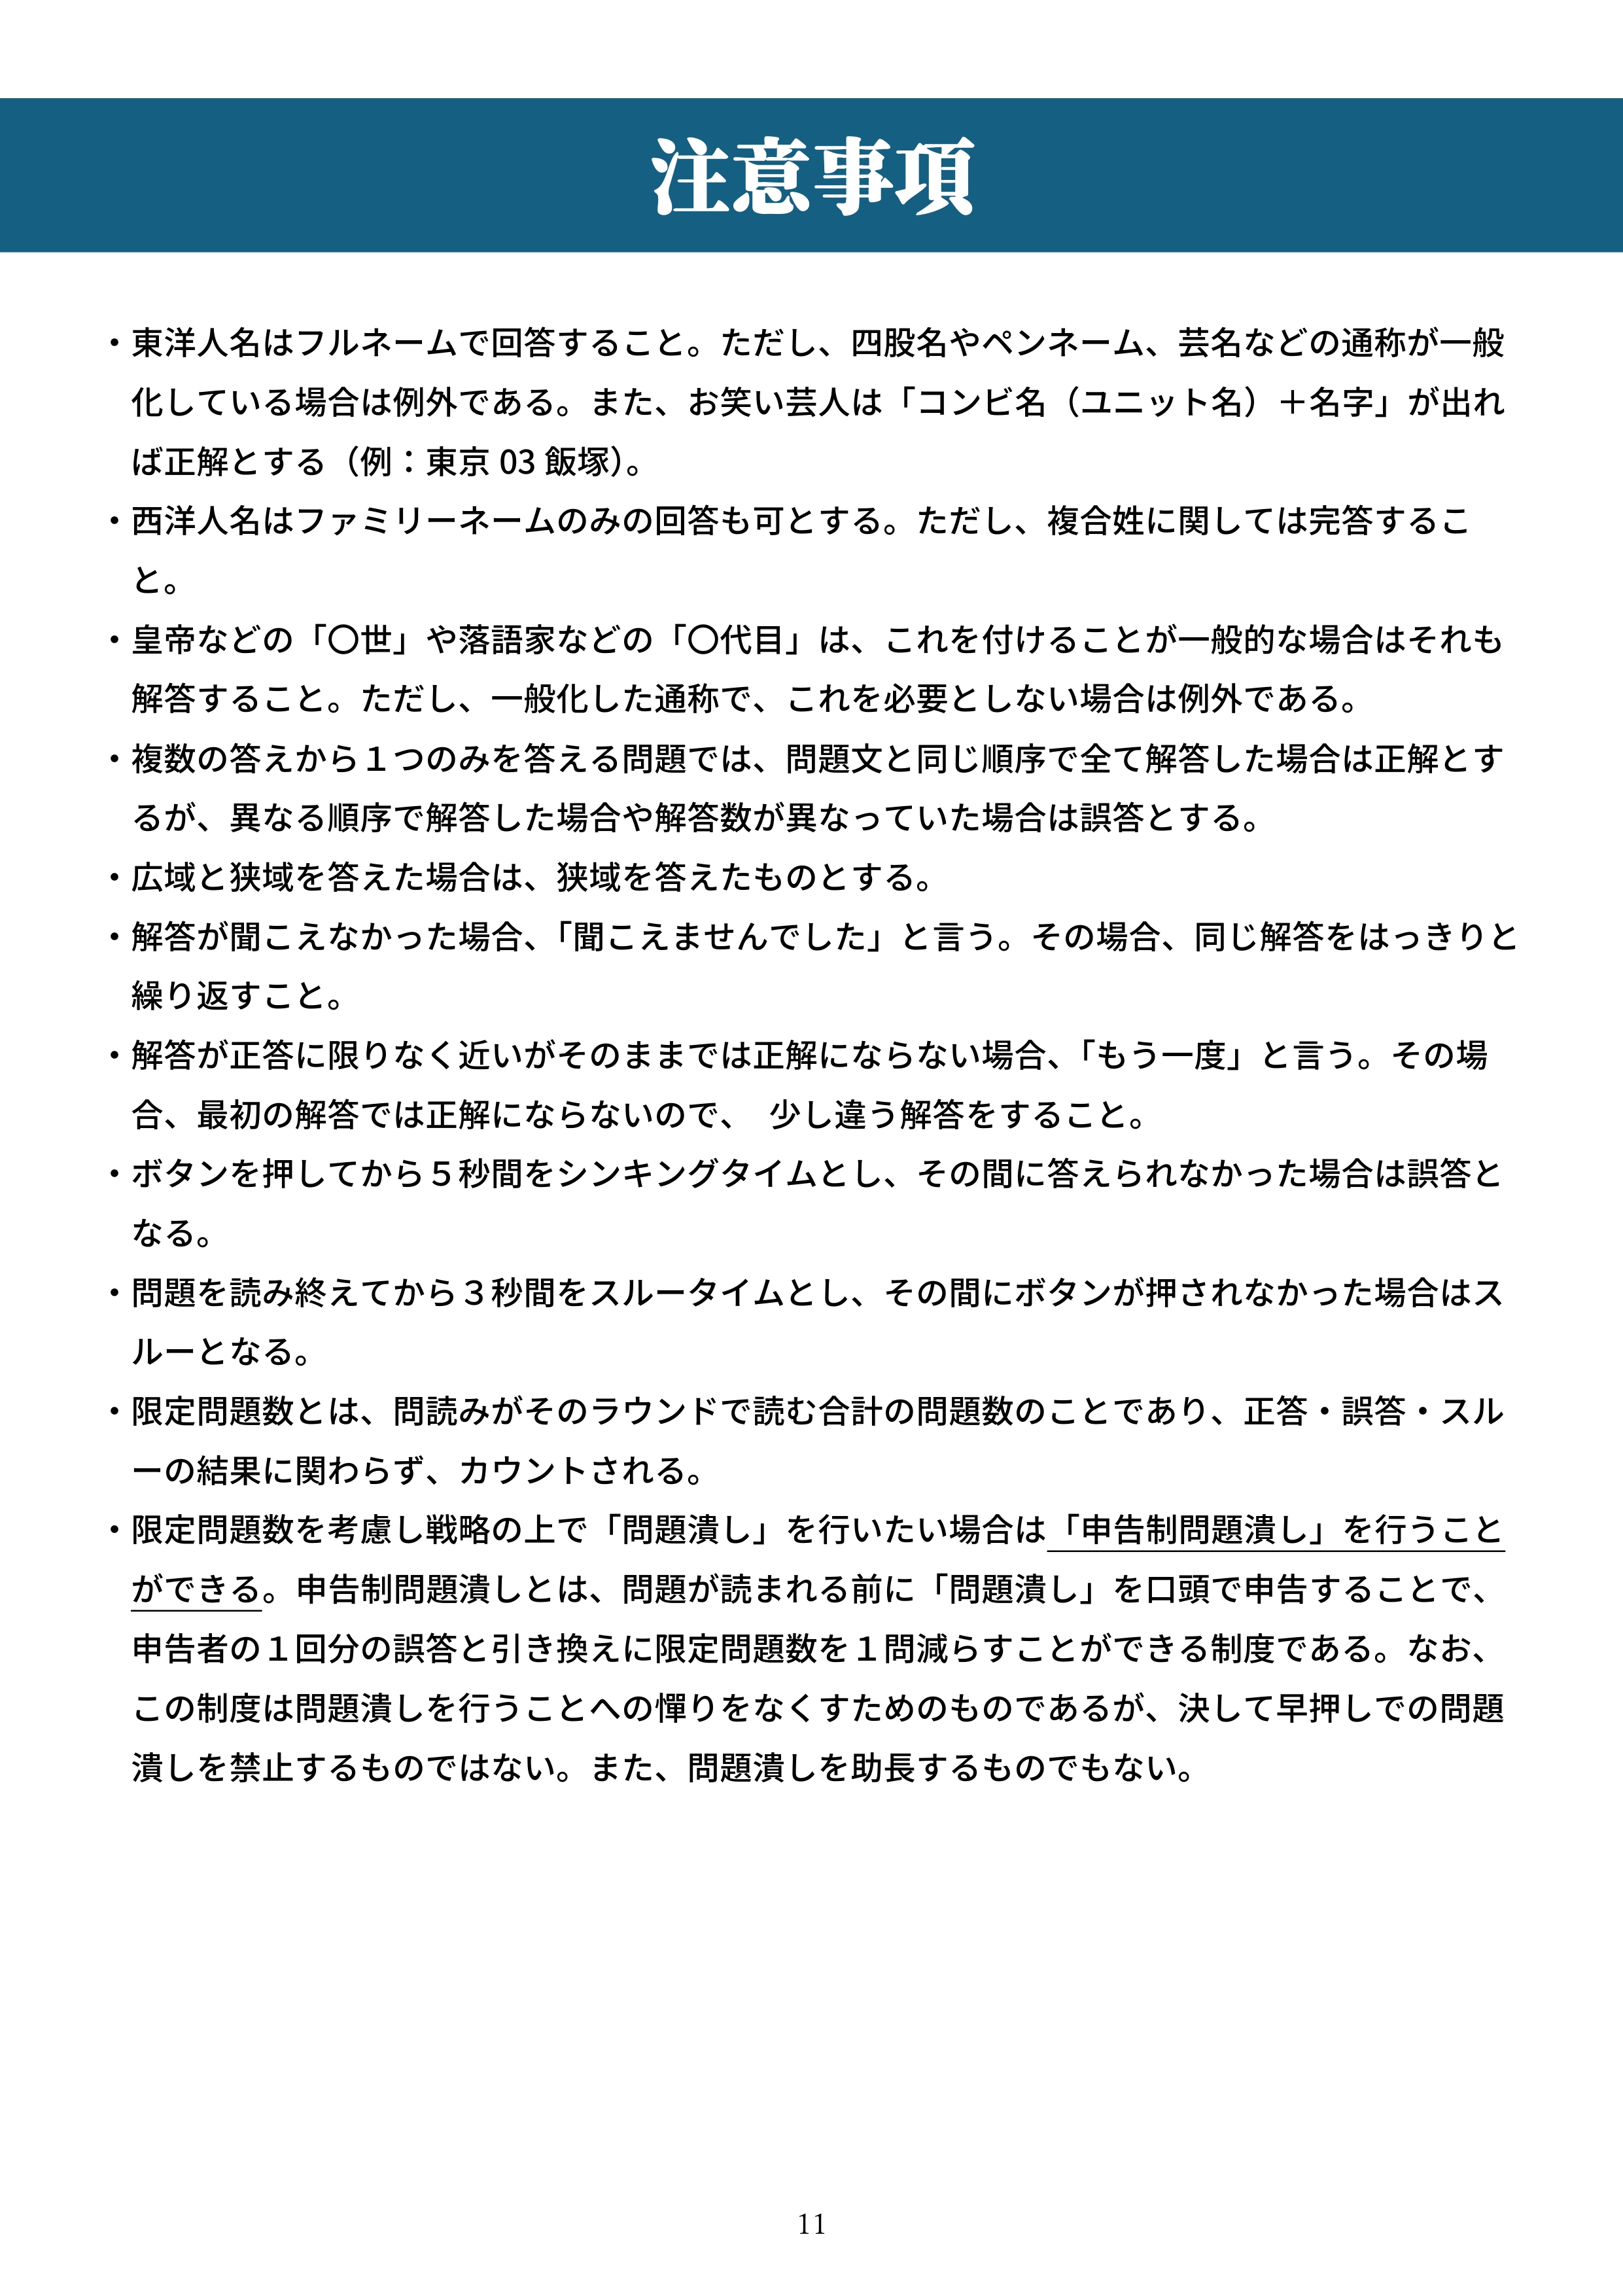 注意事項
・東洋人名はフルネームで回答すること。ただし、四股名やペンネーム、芸名などの通称が一般
化している場合は例外である。また、お笑い芸人は「コンビ名（ユニット名）＋名字」が出れ
ば正解とする（例：東京 03 飯塚）。
・西洋人名はファミリーネームのみの回答も可とする。ただし、複合姓に関しては完答するこ
と。
・皇帝などの「〇世」や落語家などの「〇代目」は、これを付けることが一般的な場合はそれも
解答すること。ただし、一般化した通称で、これを必要としない場合は例外である。
・複数の答えから１つのみを答える問題では、問題文と同じ順序で全て解答した場合は正解とす
るが、異なる順序で解答した場合や解答数が異なっていた場合は誤答とする。
・広域と狭域を答えた場合は、狭域を答えたものとする。
・解答が聞こえなかった場合、「聞こえませんでした」と言う。その場合、同じ解答をはっきりと
繰り返すこと。
・解答が正答に限りなく近いがそのままでは正解にならない場合、「もう一度」と言う。その場
合、最初の解答では正解にならないので、　少し違う解答をすること。
・ボタンを押してから５秒間をシンキングタイムとし、その間に答えられなかった場合は誤答と
なる。
・問題を読み終えてから３秒間をスルータイムとし、その間にボタンが押されなかった場合はス
ルーとなる。
・限定問題数とは、問読みがそのラウンドで読む合計の問題数のことであり、正答・誤答・スル
ーの結果に関わらず、カウントされる。
・限定問題数を考慮し戦略の上で「問題潰し」を行いたい場合は「申告制問題潰し」を行うこと
ができる。申告制問題潰しとは、問題が読まれる前に「問題潰し」を口頭で申告することで、
申告者の１回分の誤答と引き換えに限定問題数を１問減らすことができる制度である。なお、
この制度は問題潰しを行うことへの憚りをなくすためのものであるが、決して早押しでの問題
潰しを禁止するものではない。また、問題潰しを助長するものでもない。
11